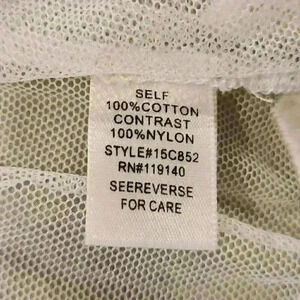 SELF
100%COTTON
CONTRAST
100%NYLON
STYLE#15C852
RN#119140
SEEREVERSE
FOR CARE